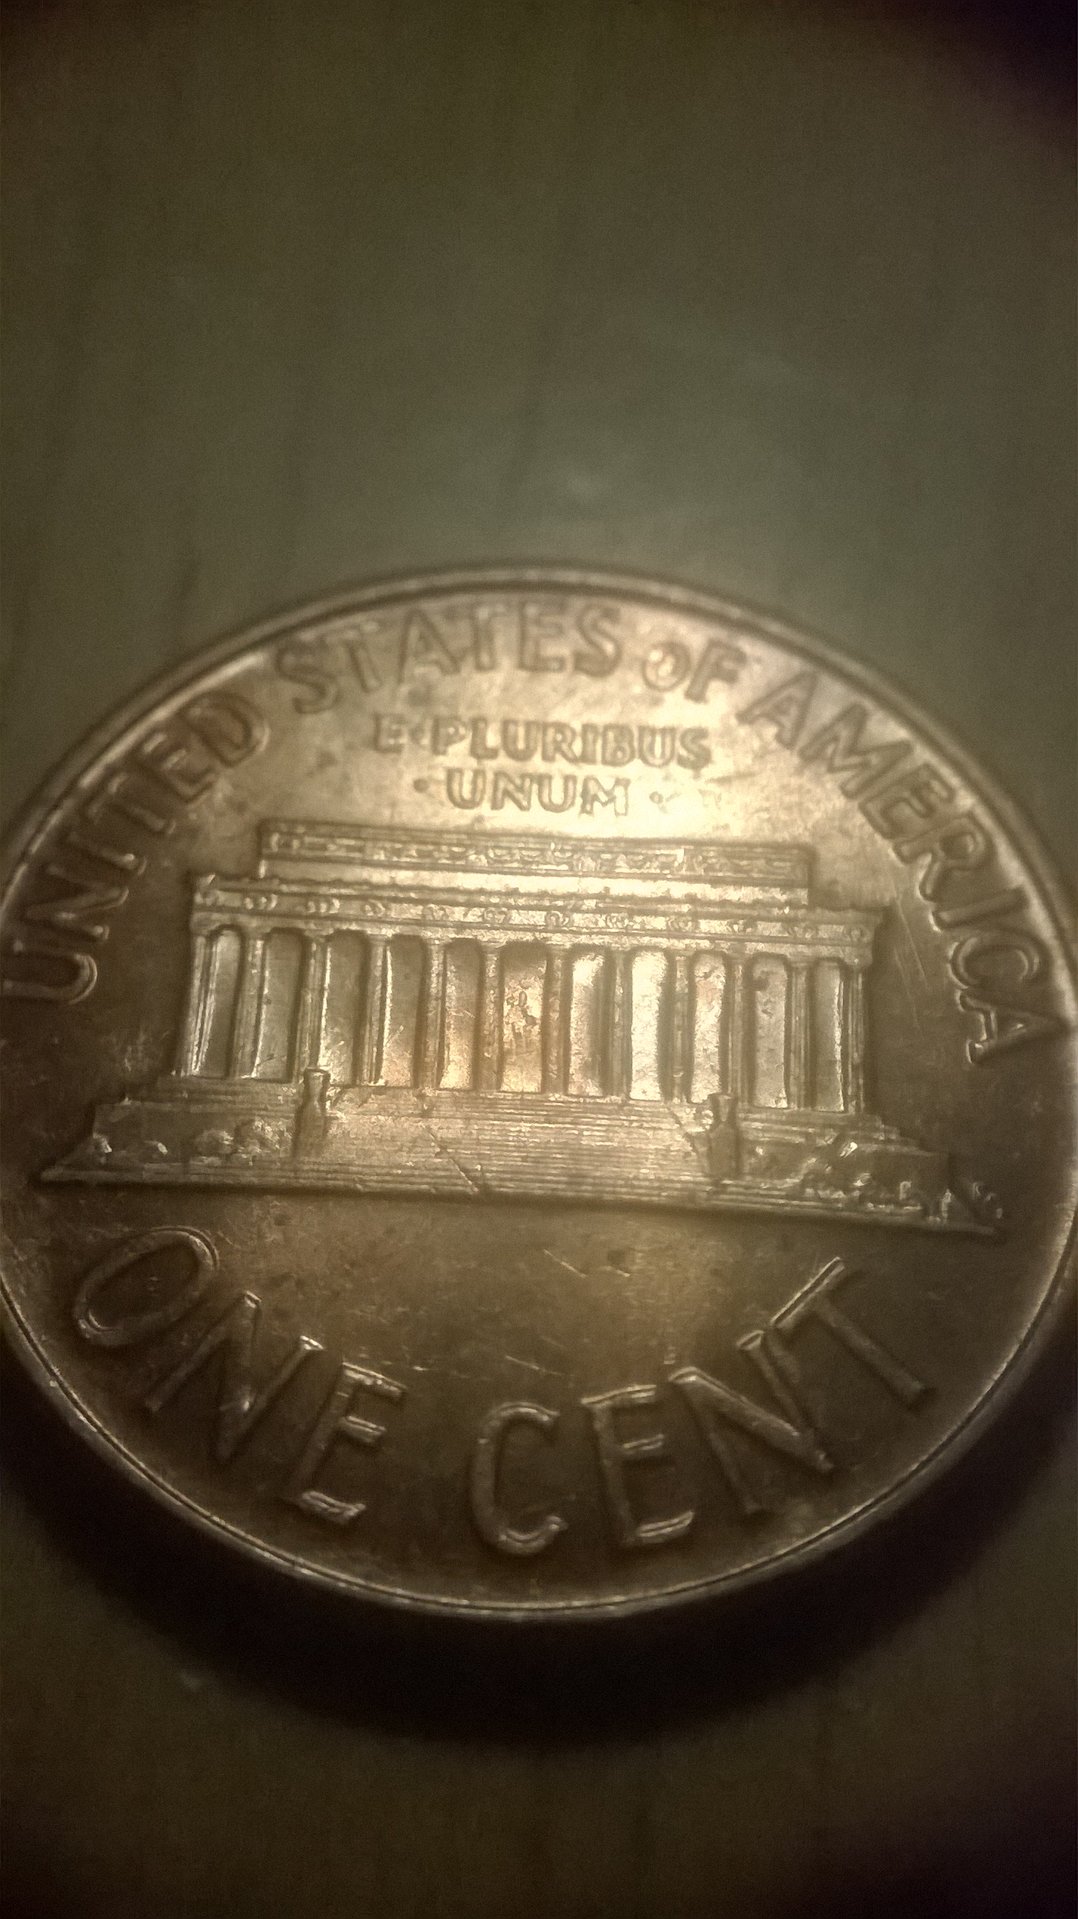 UNITED STATES OF AMERICA
E·PLURIBUS
·UNUM·
ONE CENT